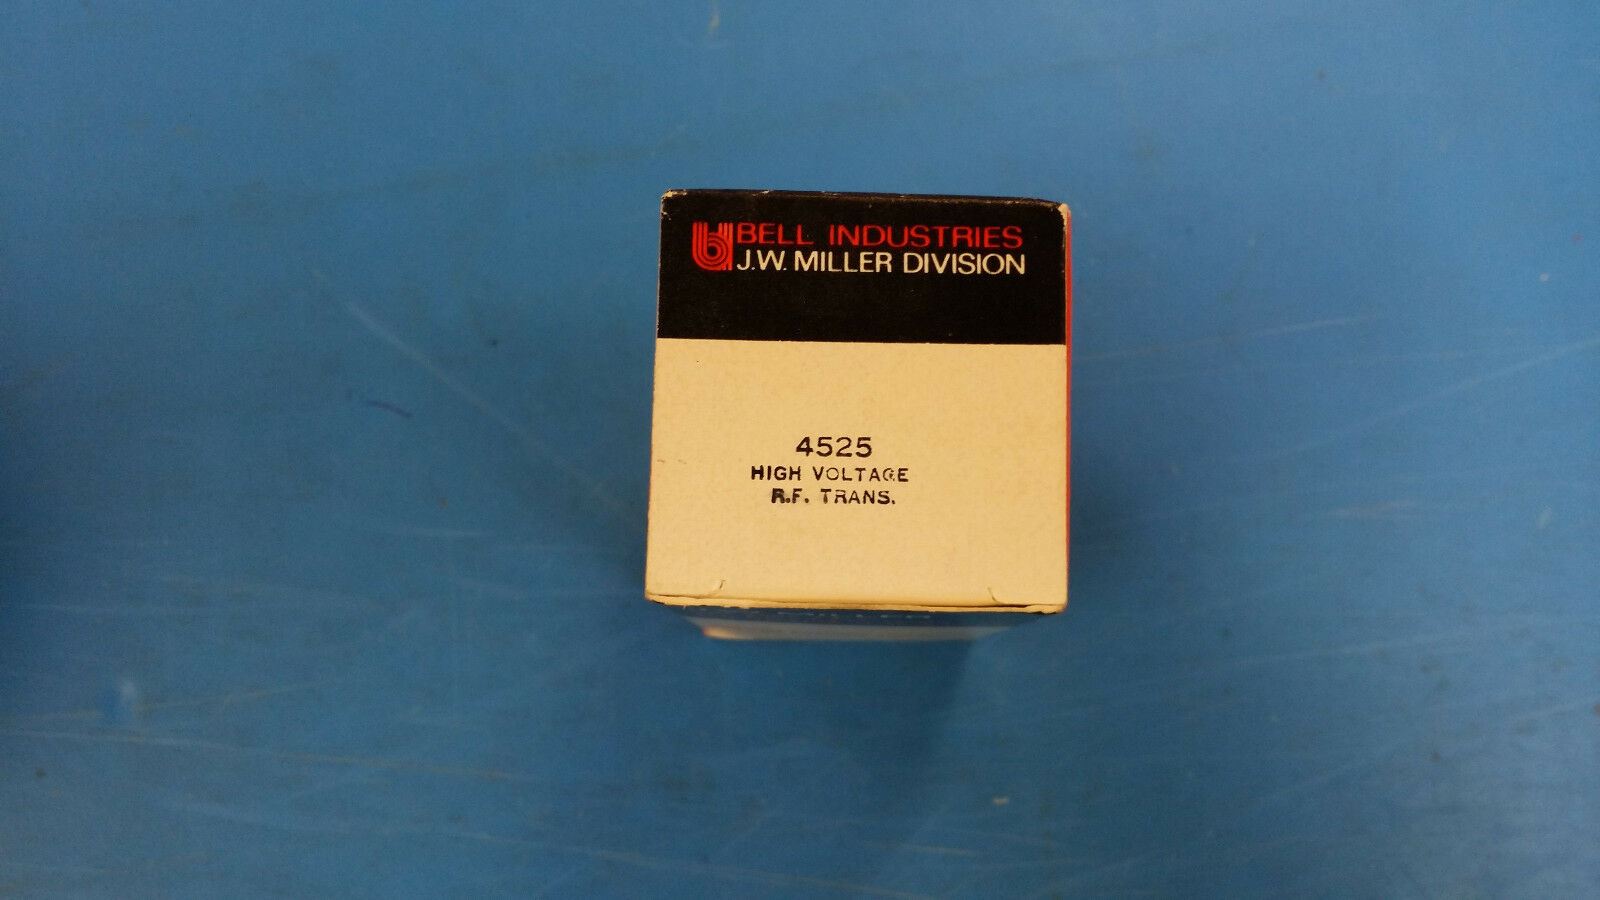 BELL INDUSTRIES
J.W. MILLER DIVISION
4525
HIGH VOLTAGE
R.F. TRANS.